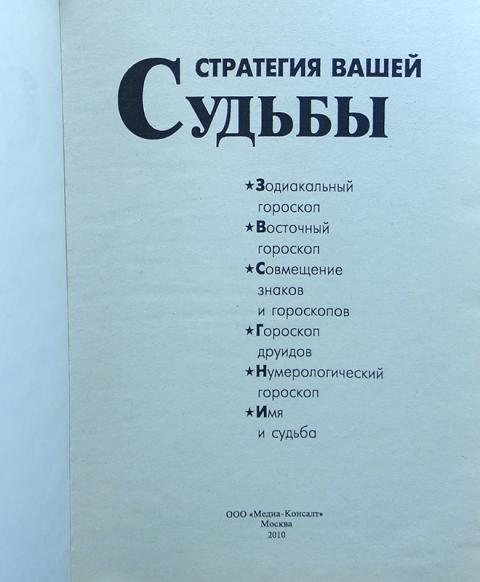 СТРАТЕГИЯ ВАШЕЙ
СУДЬБЫ
★Зодиакальный
гороскоп
★Восточный
гороскоп
★Совмещение
знаков
и гороскопов
★Гороскоп
друидов
★Нумерологический
гороскоп
★Имя
и судьба
ООО «Медиа-Консалт»
Москва
2010